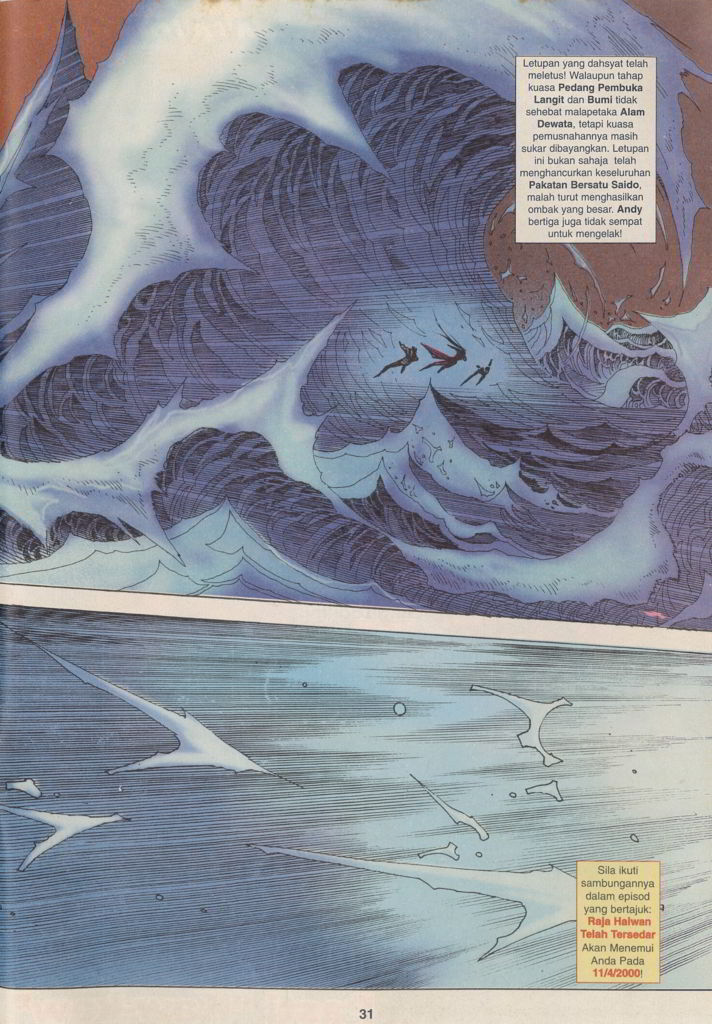 Letupan yang dahsyat telah
meletus! Walaupun tahap
kuasa Pedang Pembuka
Langit dan Bumi tidak
sehebat malapetaka Alam
Dewata, tetapi kuasa
pemusnahannya masih
sukar dibayangkan. Letupan
ini bukan sahaja telah
menghancurkan keseluruhan
Pakatan Bersatu Saido,
malah turut menghasilkan
ombak yang besar. Andy
bertiga juga tidak sempat
untuk mengelak!
Sila ikuti
sambungannya
dalam episod
yang bertajuk:
Raja Haiwan
Telah Tersedar
Akan Menemui
Anda Pada
11/4/2000!
31